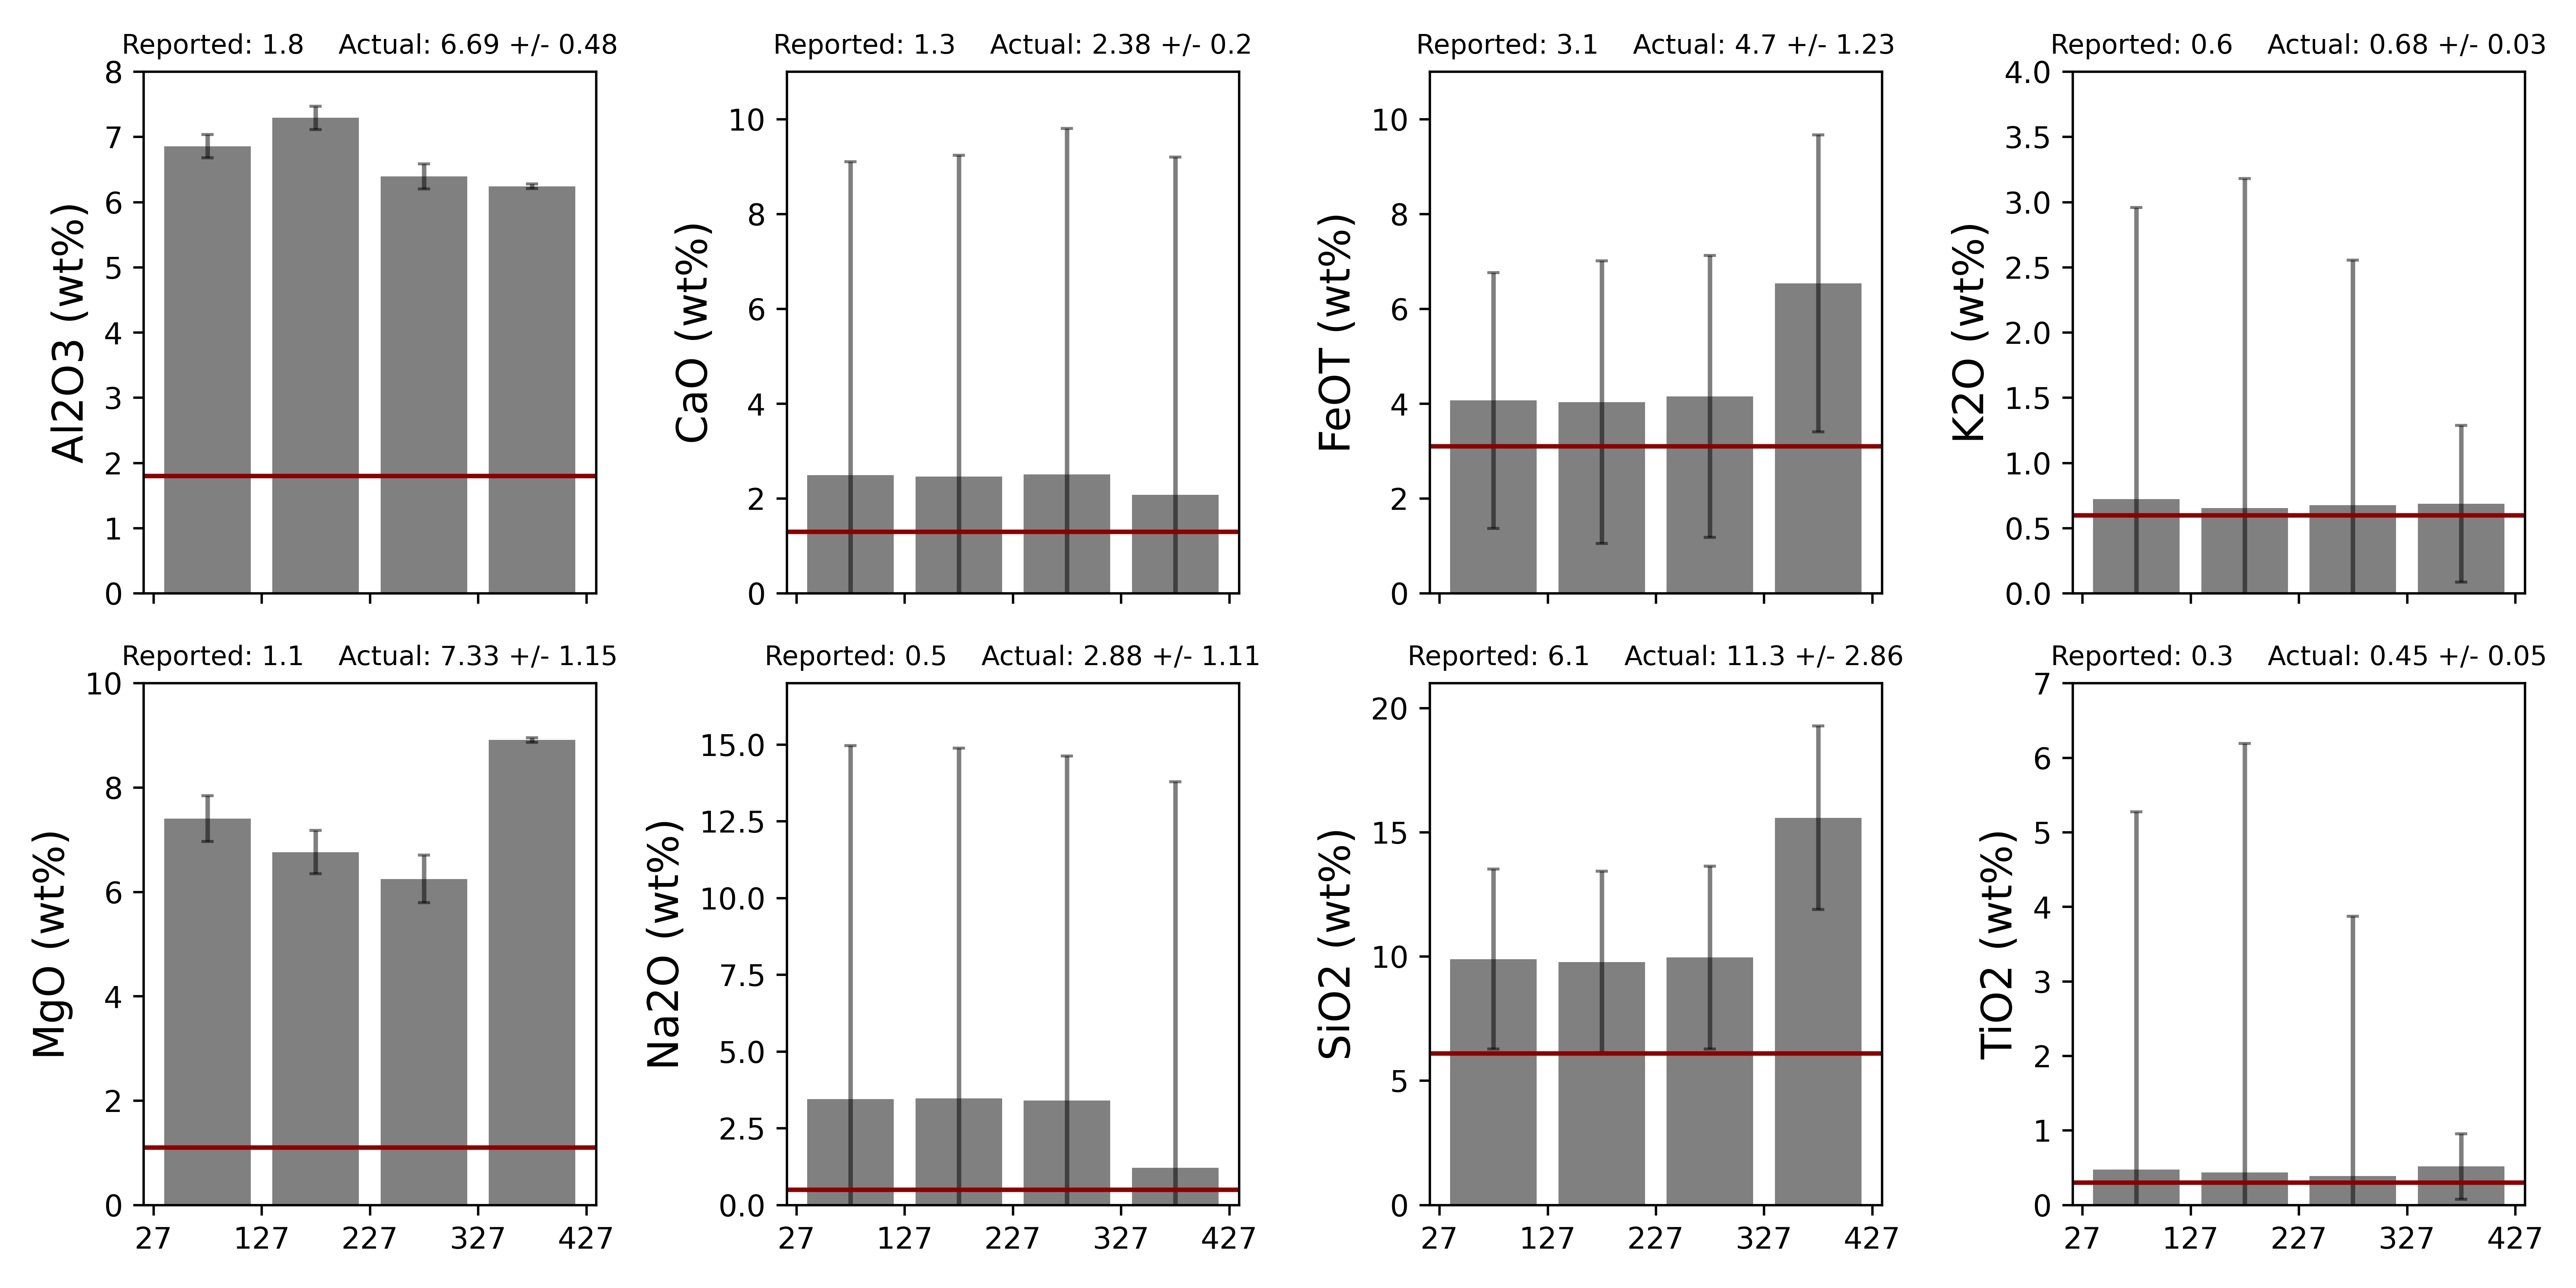 Reported: 1.8 Actual: 6.69 +/- 0.48
Reported: 1.3 Actual: 2.38 +/- 0.2
Reported: 3.1 Actual: 4.7 +/- 1.23
Reported: 0.6 Actual: 0.68 +/- 0.03
Al2O3 (wt%)
8
7
6
5
4
3
2
1
0
CaO (wt%)
10
8
6
4
2
0
FeOT (wt%)
10
8
6
4
2
0
K2O (wt%)
4.0
3.5
3.0
2.5
2.0
1.5
1.0
0.5
0.0
Reported: 1.1 Actual: 7.33 +/- 1.15
Reported: 0.5 Actual: 2.88 +/- 1.11
Reported: 6.1 Actual: 11.3 +/- 2.86
Reported: 0.3 Actual: 0.45 +/- 0.05
MgO (wt%)
10
8
6
4
2
0
27 127 227 327 427
Na2O (wt%)
15.0
12.5
10.0
7.5
5.0
2.5
0.0
27 127 227 327 427
SiO2 (wt%)
20
15
10
5
0
27 127 227 327 427
TiO2 (wt%)
7
6
5
4
3
2
1
0
27 127 227 327 427